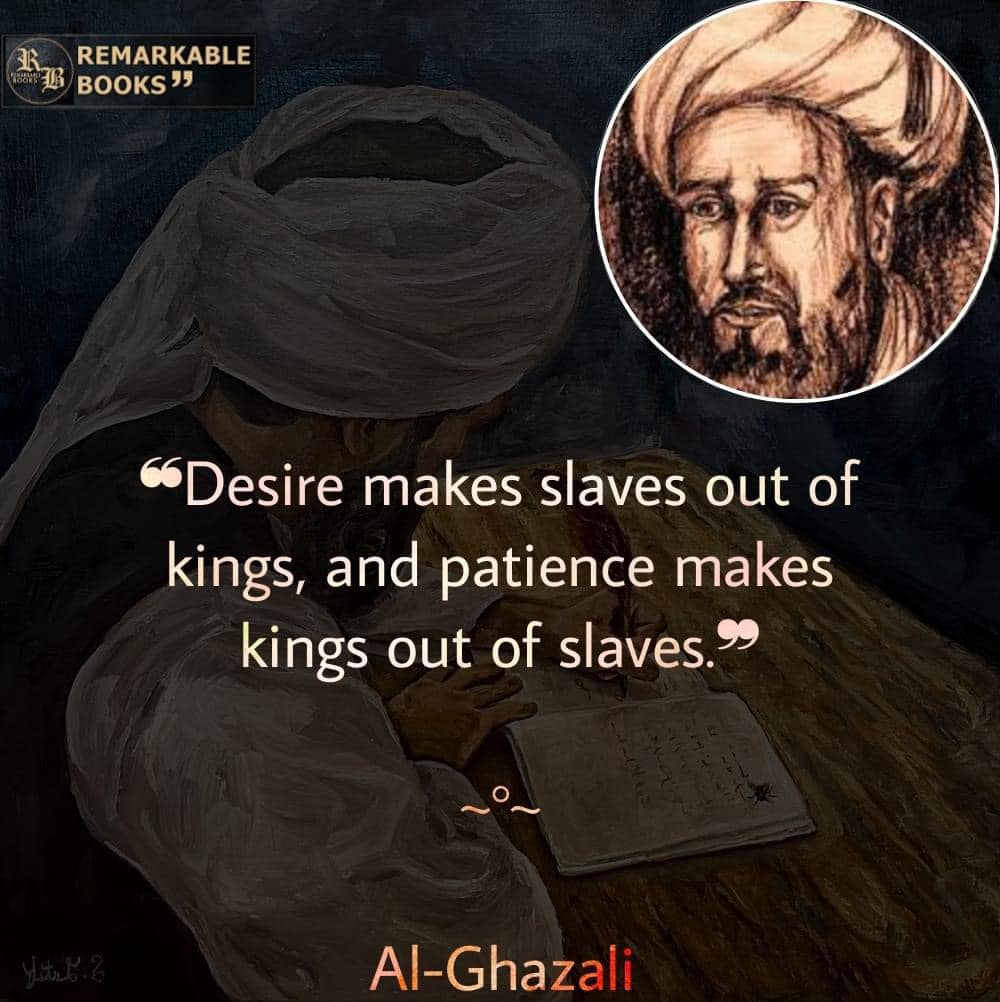 REMARKABLE
BOOKS”
❝Desire makes slaves out of
kings, and patience makes
kings out of slaves.❞
~°~
Al-Ghazali